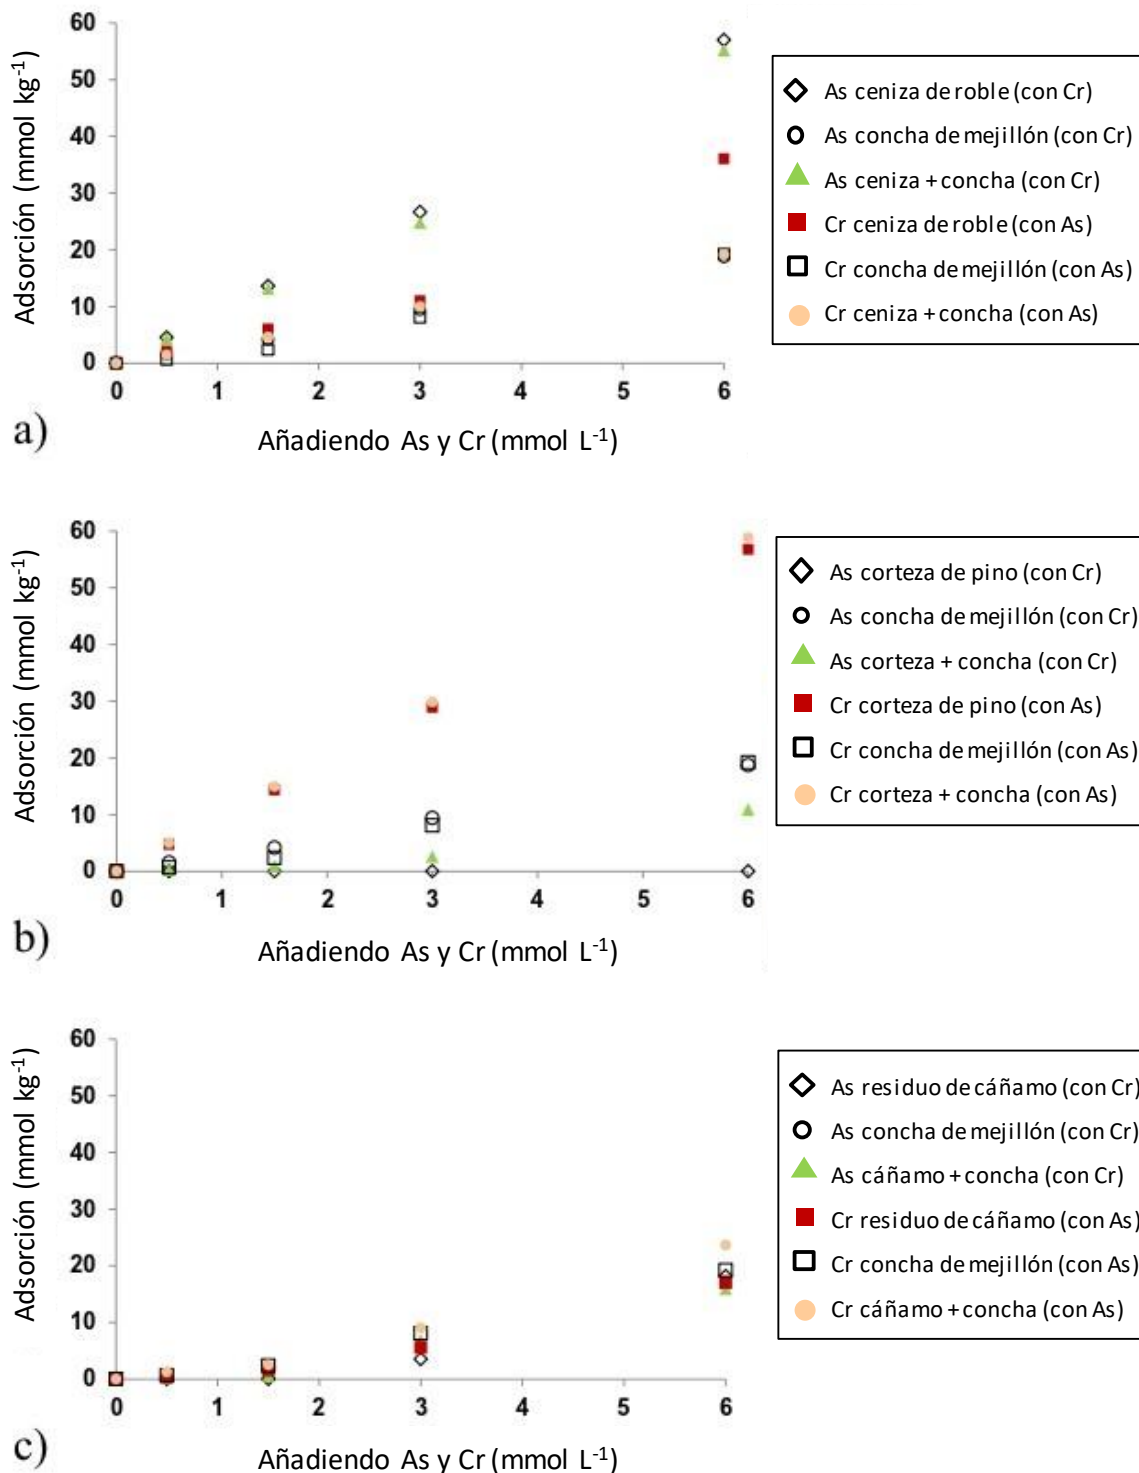 60
50
40
30
20
10
0
Adsorción (mmol kg-1)
0 1 2 3 4 5 6
Añadiendo As y Cr (mmol L-1)
a)
As ceniza de roble (con Cr)
As concha de mejillón (con Cr)
As ceniza + concha (con Cr)
Cr ceniza de roble (con As)
Cr concha de mejillón (con As)
Cr ceniza + concha (con As)
60
50
40
30
20
10
0
Adsorción (mmol kg-1)
0 1 2 3 4 5 6
Añadiendo As y Cr (mmol L-1)
b)
As corteza de pino (con Cr)
As concha de mejillón (con Cr)
As corteza + concha (con Cr)
Cr corteza de pino (con As)
Cr concha de mejillón (con As)
Cr corteza + concha (con As)
60
50
40
30
20
10
0
Adsorción (mmol kg-1)
0 1 2 3 4 5 6
Añadiendo As y Cr (mmol L-1)
c)
As residuo de cáñamo (con Cr)
As concha de mejillón (con Cr)
As cáñamo + concha (con Cr)
Cr residuo de cáñamo (con As)
Cr concha de mejillón (con As)
Cr cáñamo + concha (con As)